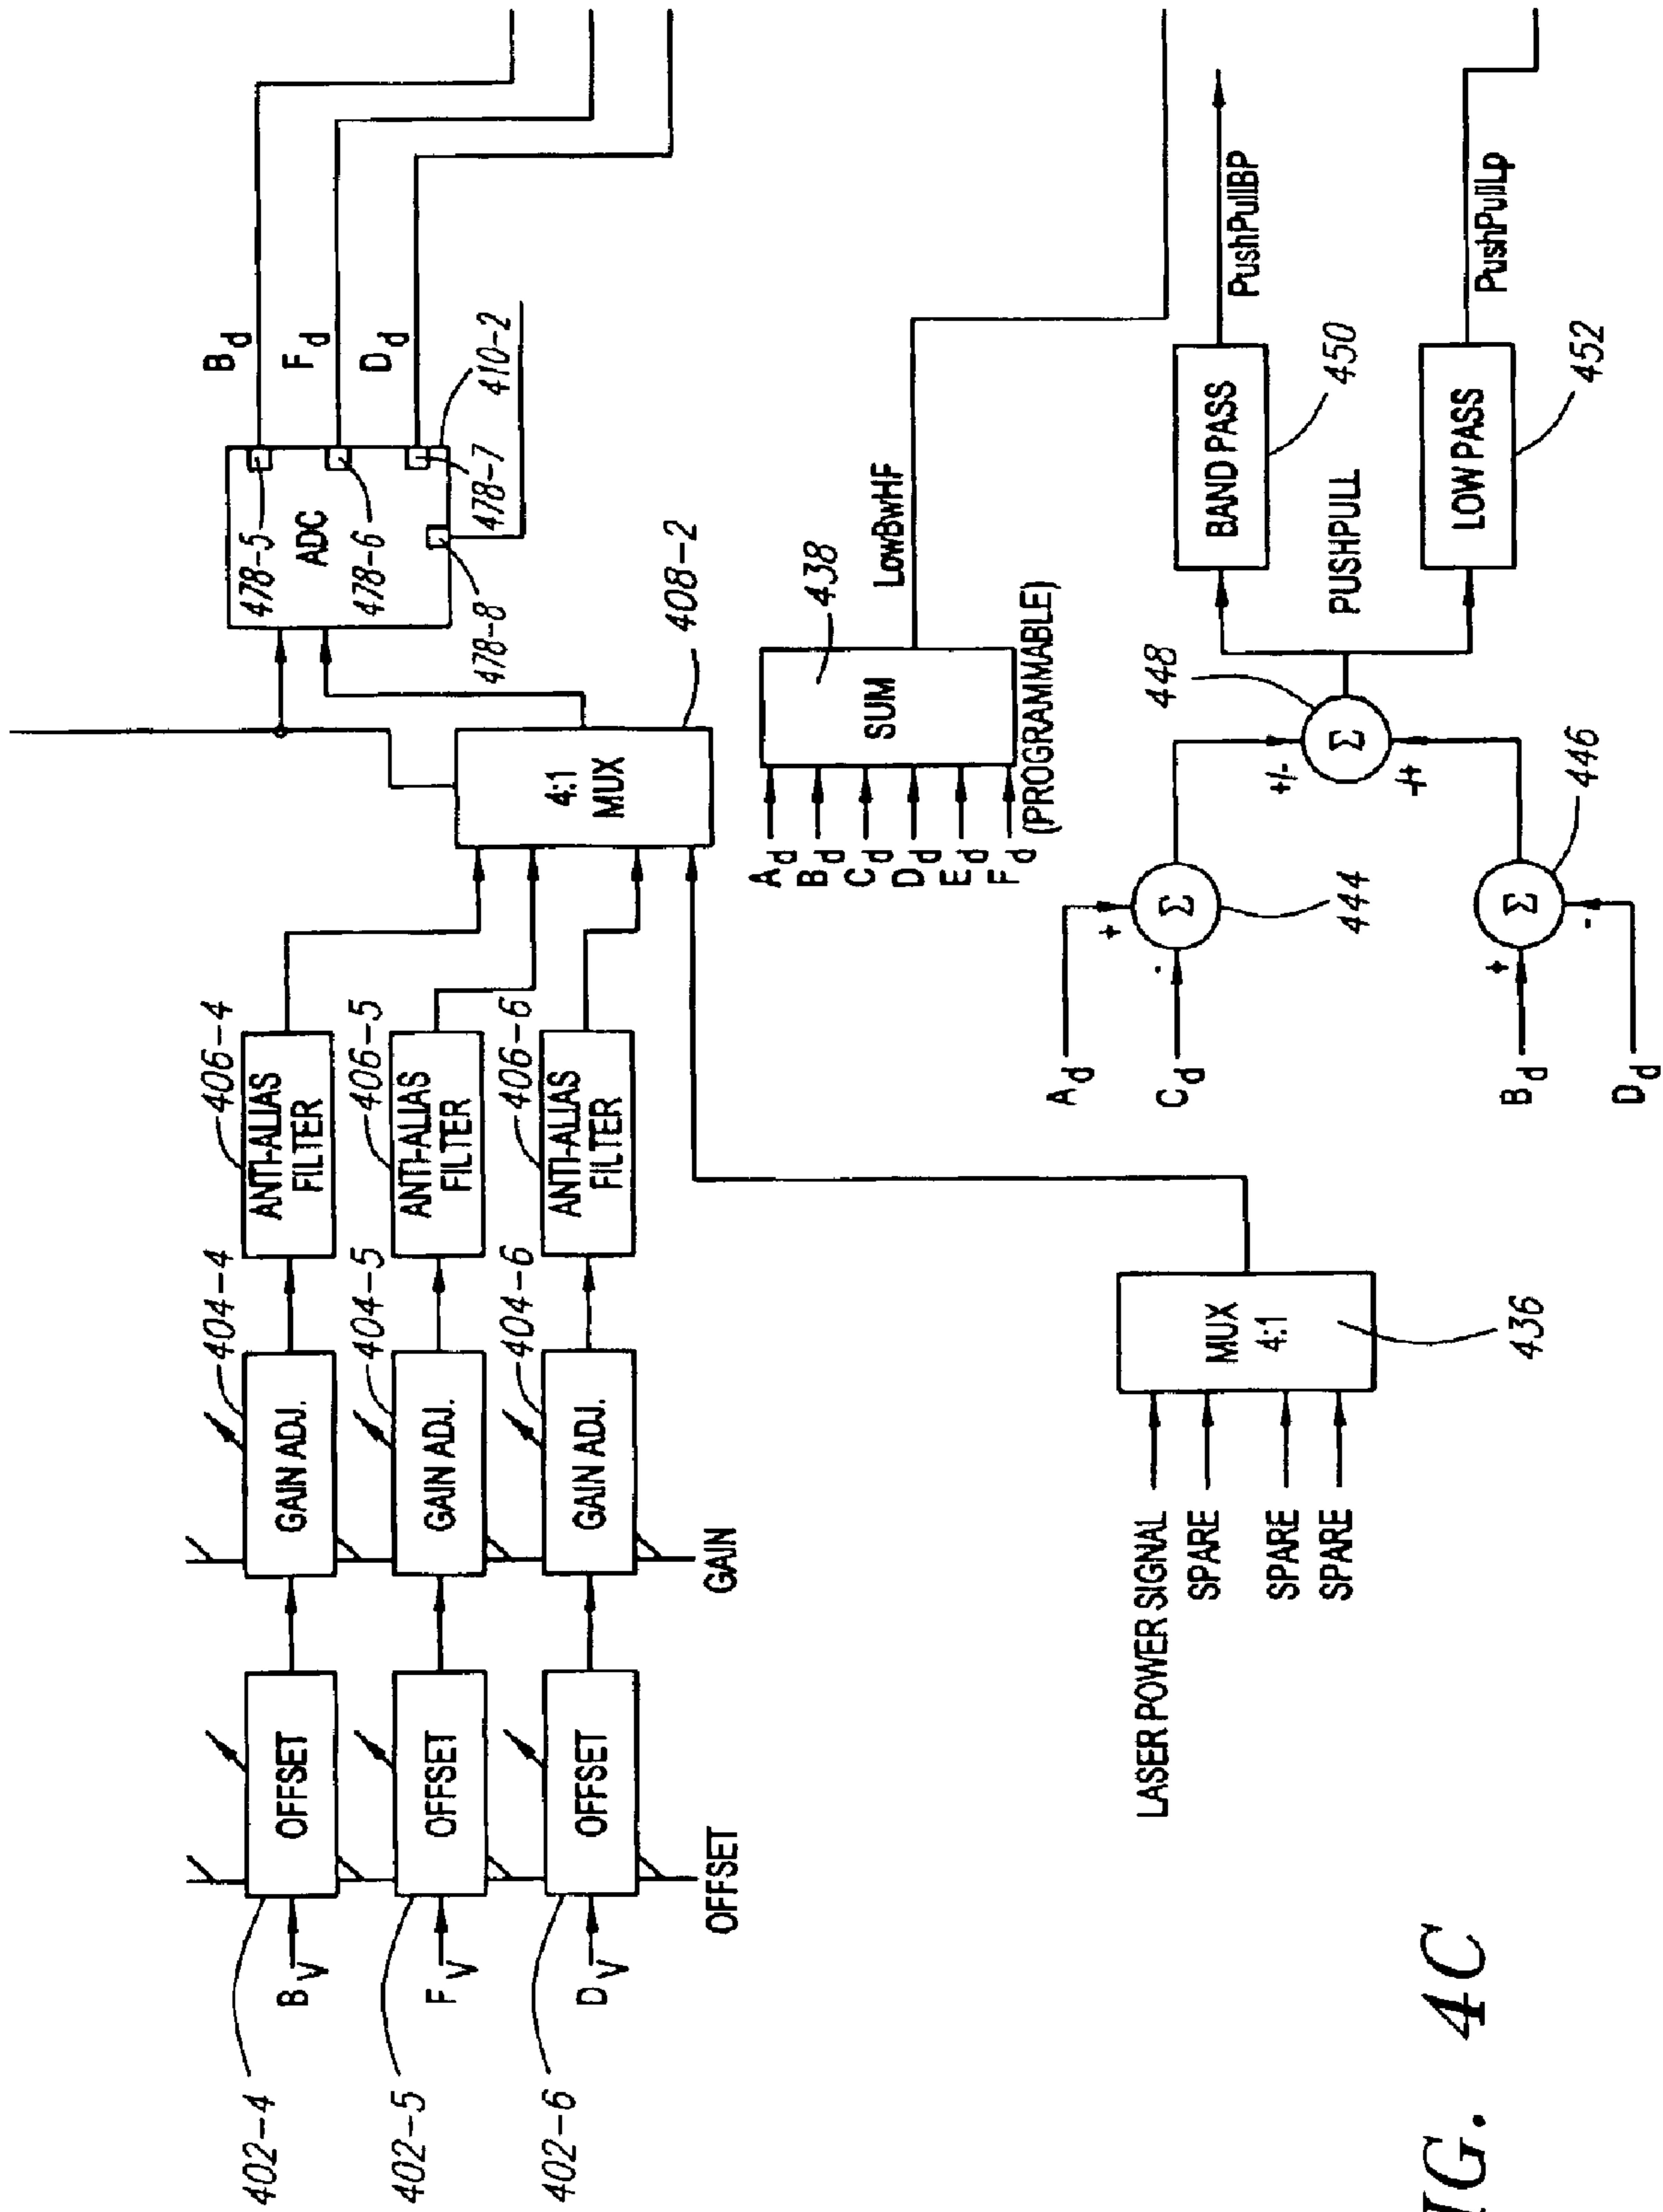 402-4
402-5
402-6
B_V
F_V
D_V
OFFSET
OFFSET
OFFSET
OFFSET
404-4
404-5
404-6
GAIN ADJ.
GAIN ADJ.
GAIN ADJ.
GAIN
406-4
406-5
406-6
ANTI-ALIAS
FILTER
ANTI-ALIAS
FILTER
ANTI-ALIAS
FILTER
4:1
MUX
408-2
478-5
ADC
478-6
478-8
478-7
410-2
B_d
F_d
D_d
LASER POWER SIGNAL
SPARE
SPARE
SPARE
MUX
4:1
436
A_d
B_d
C_d
D_d
E_d
F_d
(PROGRAMMABLE)
SUM
438
LowBwHF
A_d
C_d
+
-
Σ
444
B_d
D_d
+
-
Σ
446
+/-
-/+
Σ
448
PUSHPULL
BAND PASS
450
PushPullBP
LOW PASS
452
PushPullLp
IG. 4C